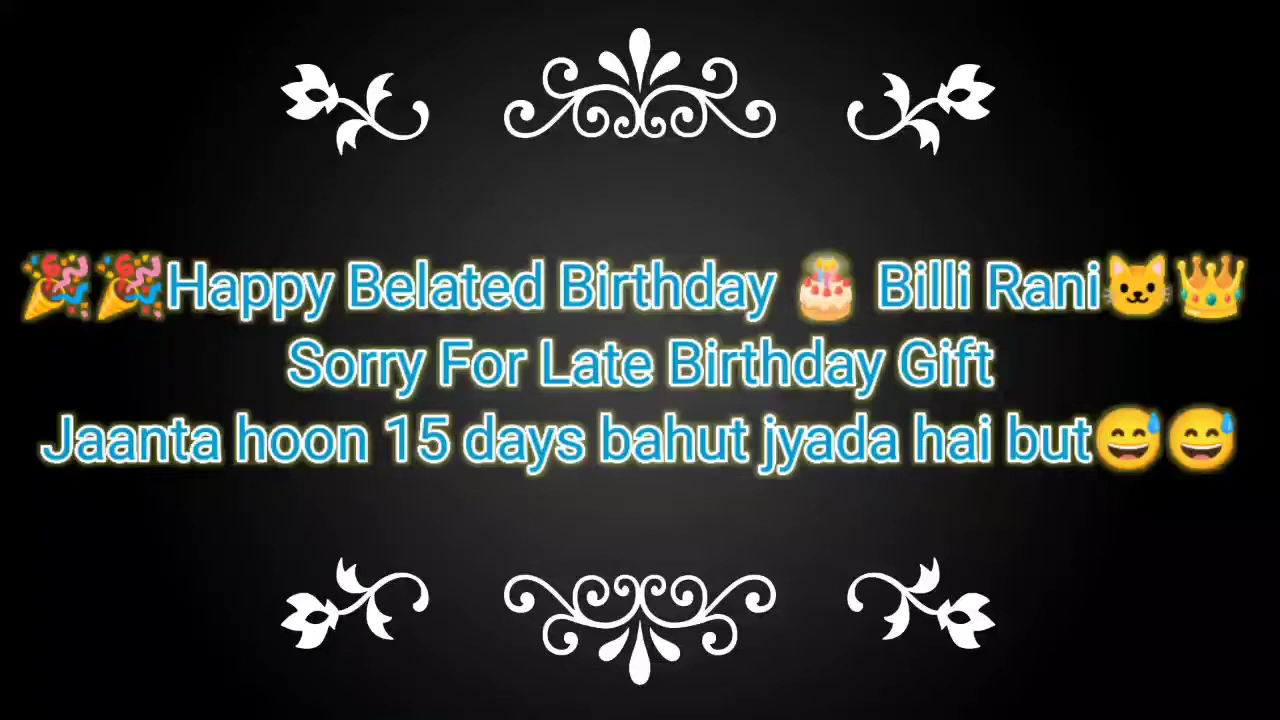 🎉🎉Happy Belated Birthday 🎂 Billi Rani🐱👑
Sorry For Late Birthday Gift
Jaanta hoon 15 days bahut jyada hai but😅😅